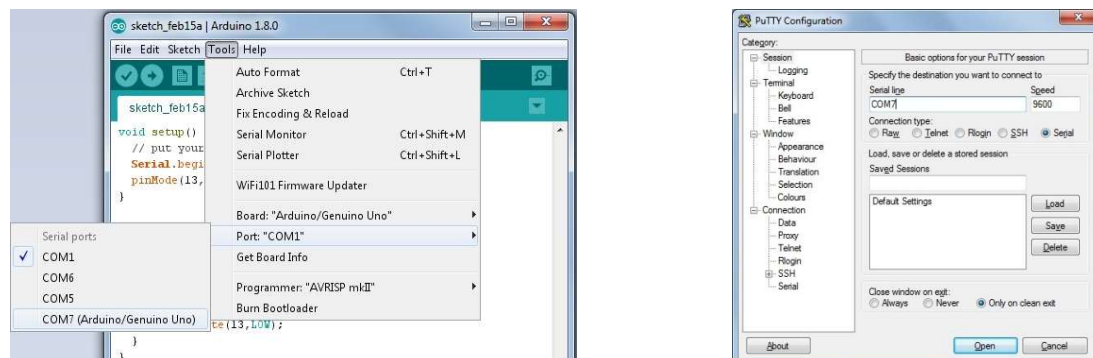 sketch_feb15a | Arduino 1.8.0
File Edit Sketch Tools Help
sketch_feb15a
void setup()
// put your
Serial.begi
pinMode(13,
}
Auto Format Ctrl+T
Archive Sketch
Fix Encoding & Reload
Serial Monitor Ctrl+Shift+M
Serial Plotter Ctrl+Shift+L
WiFi101 Firmware Updater
Board: "Arduino/Genuino Uno"
Port: "COM1"
Get Board Info
Programmer: "AVRISP mkII"
Burn Bootloader
Serial ports
COM1
COM6
COM5
COM7 (Arduino/Genuino Uno)
te(13,LOW);
}
}
PuTTY Configuration
Category:
Session
Logging
Terminal
Keyboard
Bell
Features
Window
Appearance
Behaviour
Translation
Selection
Colours
Connection
Data
Proxy
Telnet
Rlogin
SSH
Serial
Basic options for your PuTTY session
Specify the destination you want to connect to
Serial line Speed
COM7 9600
Connection type:
Raw Telnet Rlogin SSH Serial
Load, save or delete a stored session
Saved Sessions
Default Settings
Load
Save
Delete
Close window on exit:
Always Never Only on clean exit
About Open Cancel